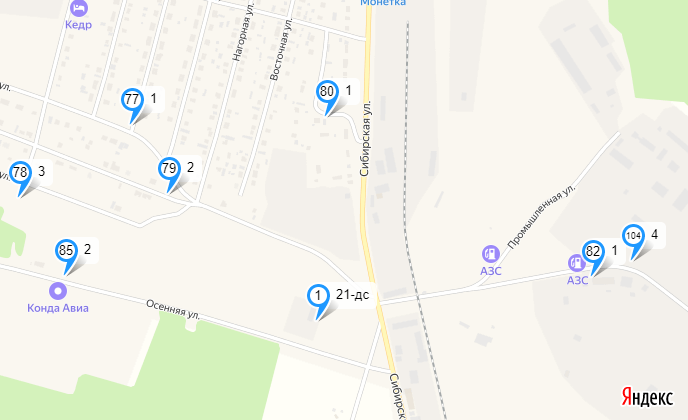 Монетка
Кедр
Нагорная ул.
Восточная ул.
ул.
77 1
80 1
Сибирская ул.
78 3
ул.
79 2
Промышленная ул.
85 2
82 1
104 4
АЗС
АЗС
Конда Авиа
Осенняя ул.
1 21-дс
Сибирск
Яндекс